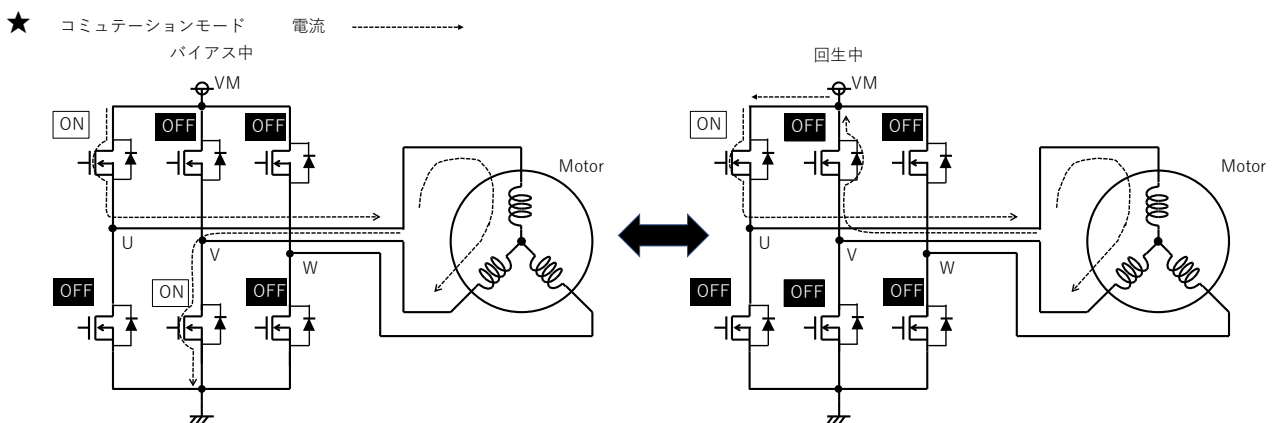 ★ コミュテーションモード 電流
バイアス中 回生中
VM VM
ON OFF OFF ON OFF OFF
Motor Motor
U V W U V W
OFF ON OFF OFF OFF OFF